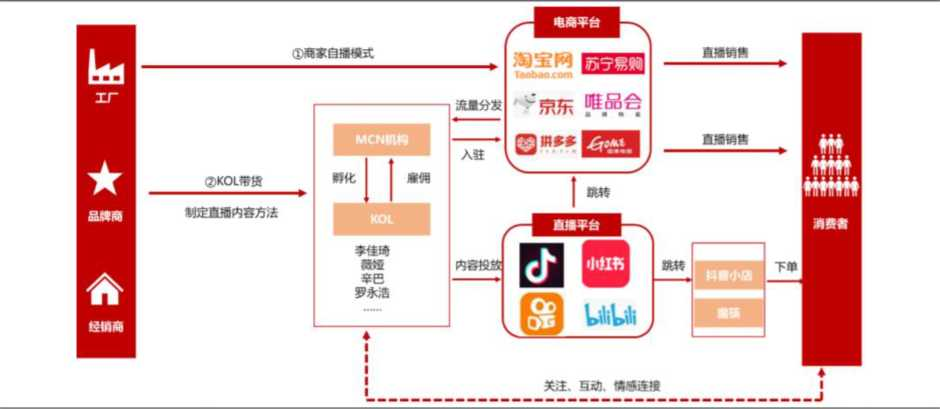 电商平台
①商家自播模式
工厂
淘宝网
Taobao.com
苏宁易购
京东
唯品会
品牌特卖
拼多多
GOME
直播销售
流量分发
入驻
直播销售
MCN机构
孵化
雇佣
KOL
李佳琦
薇娅
辛巴
罗永浩
……
②KOL带货
制定直播内容方法
品牌商
经销商
跳转
直播平台
小红书
bilibili
内容投放
跳转
抖音小店
魔筷
下单
消费者
关注、互动、情感连接